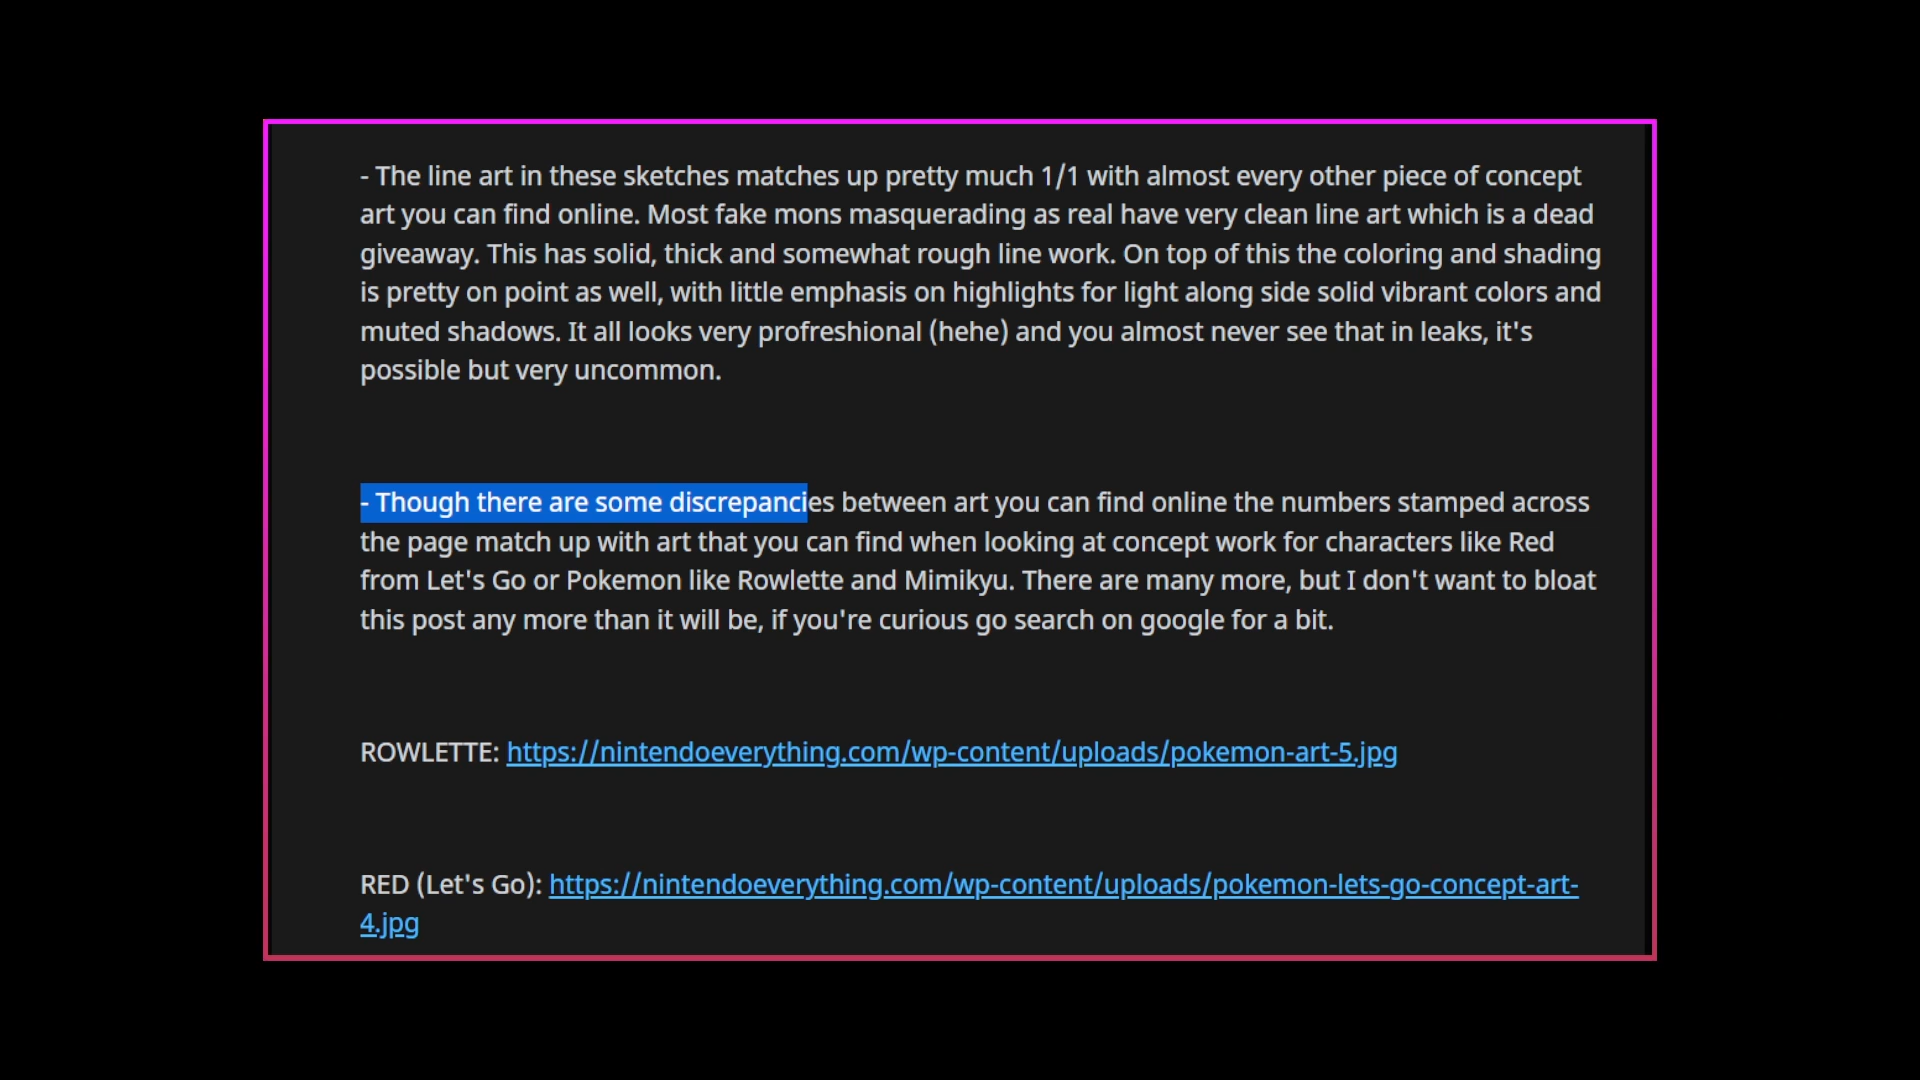 - The line art in these sketches matches up pretty much 1/1 with almost every other piece of concept
art you can find online. Most fake mons masquerading as real have very clean line art which is a dead
giveaway. This has solid, thick and somewhat rough line work. On top of this the coloring and shading
is pretty on point as well, with little emphasis on highlights for light along side solid vibrant colors and
muted shadows. It all looks very profreshional (hehe) and you almost never see that in leaks, it's
possible but very uncommon.
- Though there are some discrepancies between art you can find online the numbers stamped across
the page match up with art that you can find when looking at concept work for characters like Red
from Let's Go or Pokemon like Rowlette and Mimikyu. There are many more, but I don't want to bloat
this post any more than it will be, if you're curious go search on google for a bit.
ROWLETTE: https://nintendoeverything.com/wp-content/uploads/pokemon-art-5.jpg
RED (Let's Go): https://nintendoeverything.com/wp-content/uploads/pokemon-lets-go-concept-art-
4.jpg